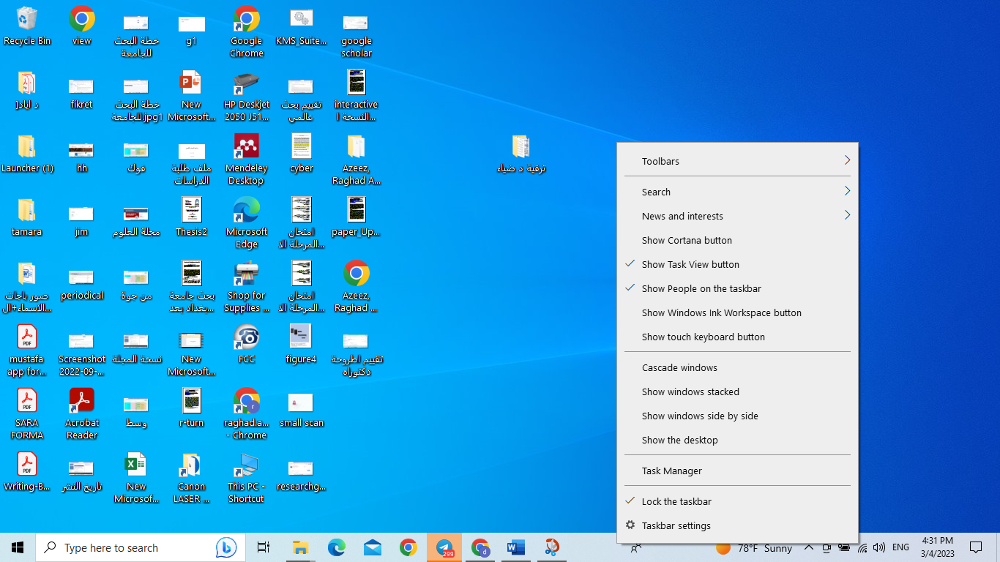 Recycle Bin
view
خطة البحث
للجامعة
g1
Google
Chrome
KMS_Suite...
google
scholar
د اياد[
fikret
خطة البحث
للجامعة.jpg1
New
Microsoft...
HP Deskjet
2050 J51...
تقييم بحث
عالمي
interactive
النسخة ا...
Launcher (1)
hh
فوك
ملف طلبة
الدراسات
Mendeley
Desktop
cyber
Azeez,
Raghad A...
ترقية د ضياء
tamara
jim
مجلة العلوم
Thesis2
Microsoft
Edge
امتحان
المرحلة الا...
paper_Up...
صور باجات
الاسماء+ال...
periodical
من جوة
بحث جامعة
بغداد بعد...
Shop for
Supplies ...
امتحان
المرحلة الا...
Azeez,
Raghad ...
PDF
mustafa
app for...
Screenshot
2022-09-...
نسخة المجلة
New
Microsoft...
FCC
figure4
تقييم اطروحة
دكتوراه
PDF
SARA
FORMA
Acrobat
Reader
وسط
r-turn
raghad.a...
- Chrome
small scan
PDF
Writing-B...
تاريخ النشر
New
Microsof...
Canon
LASER ...
This PC -
Shortcut
researchg...
Toolbars
Search
News and interests
Show Cortana button
Show Task View button
Show People on the taskbar
Show Windows Ink Workspace button
Show touch keyboard button
Cascade windows
Show windows stacked
Show windows side by side
Show the desktop
Task Manager
Lock the taskbar
Taskbar settings
Type here to search
299
d
78°F Sunny
ENG
4:31 PM
3/4/2023